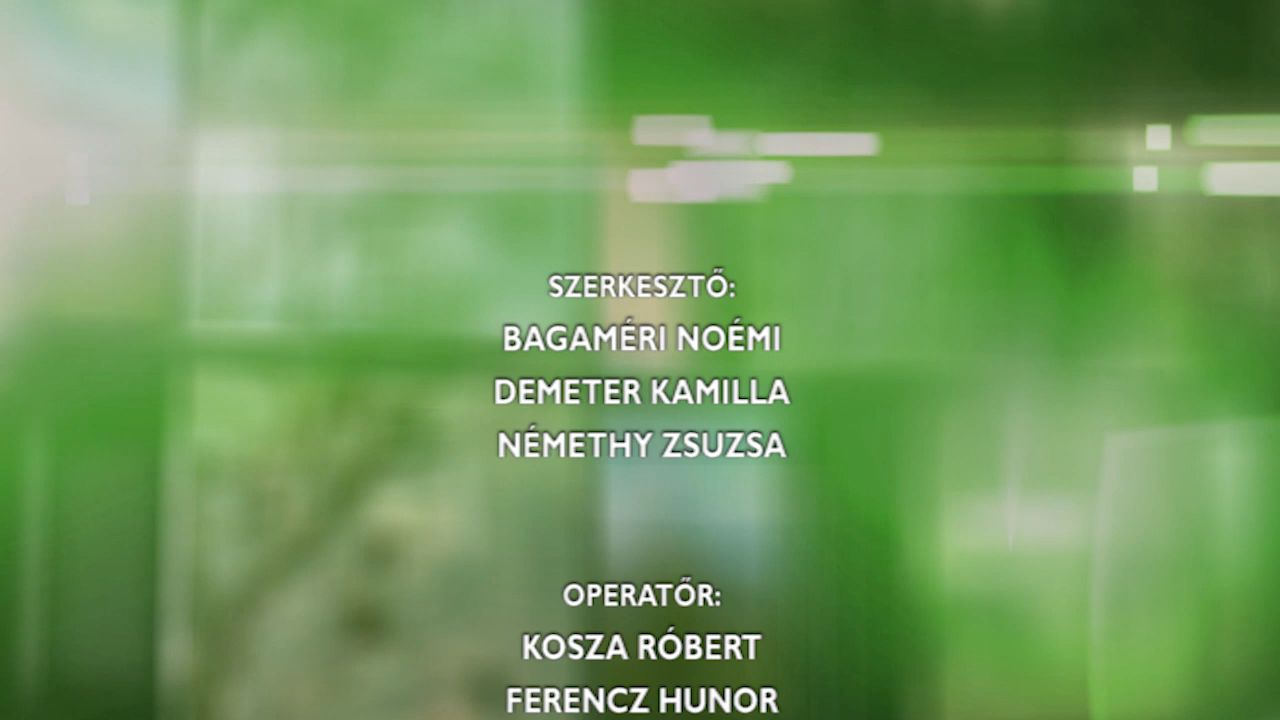 SZERKESZTŐ:
BAGAMÉRI NOÉMI
DEMETER KAMILLA
NÉMETHY ZSUZSA
OPERATŐR:
KOSZA RÓBERT
FERENCZ HUNOR